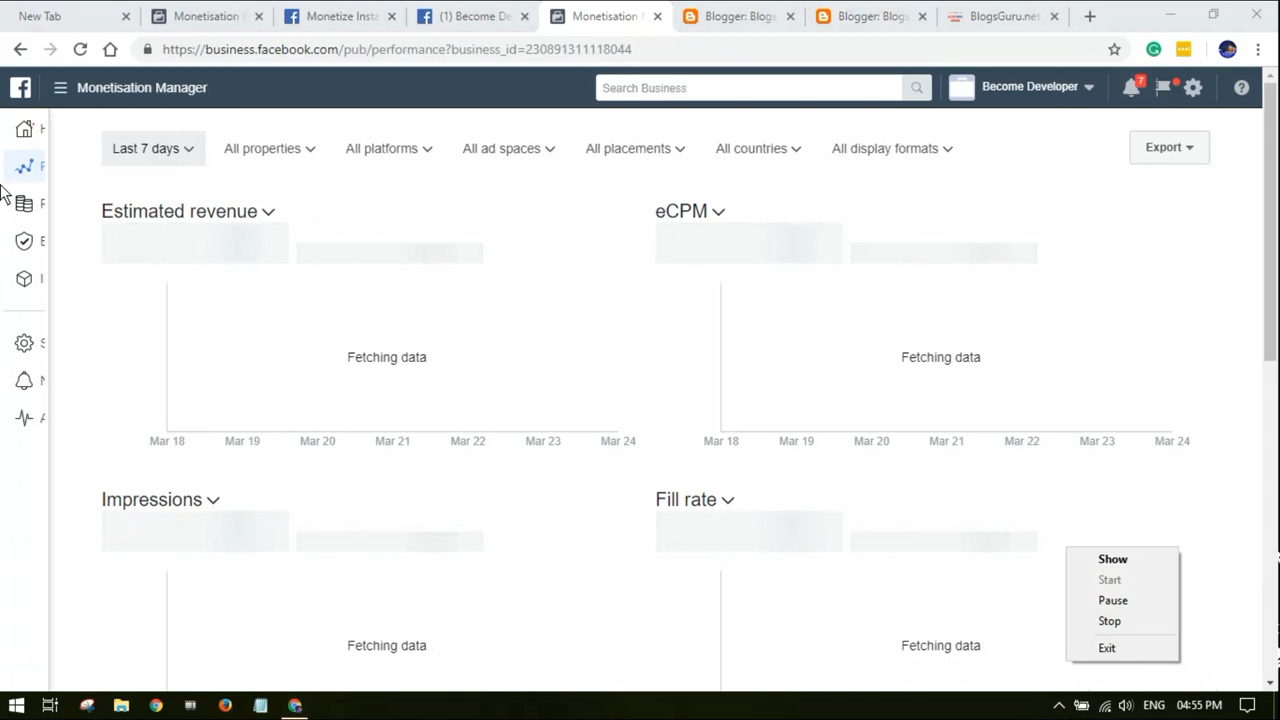 New Tab
Monetisation M
Monetize Insta
(1) Become De
Monetisation M
Blogger: Blogs
Blogger: Blogs
BlogsGuru.net
https://business.facebook.com/pub/performance?business_id=230891311118044
Monetisation Manager
Search Business
Become Developer
7
Last 7 days
All properties
All platforms
All ad spaces
All placements
All countries
All display formats
Export
Estimated revenue
eCPM
Fetching data
Fetching data
Mar 18 Mar 19 Mar 20 Mar 21 Mar 22 Mar 23 Mar 24
Mar 18 Mar 19 Mar 20 Mar 21 Mar 22 Mar 23 Mar 24
Impressions
Fill rate
Fetching data
Fetching data
Show
Start
Pause
Stop
Exit
ENG
04:55 PM